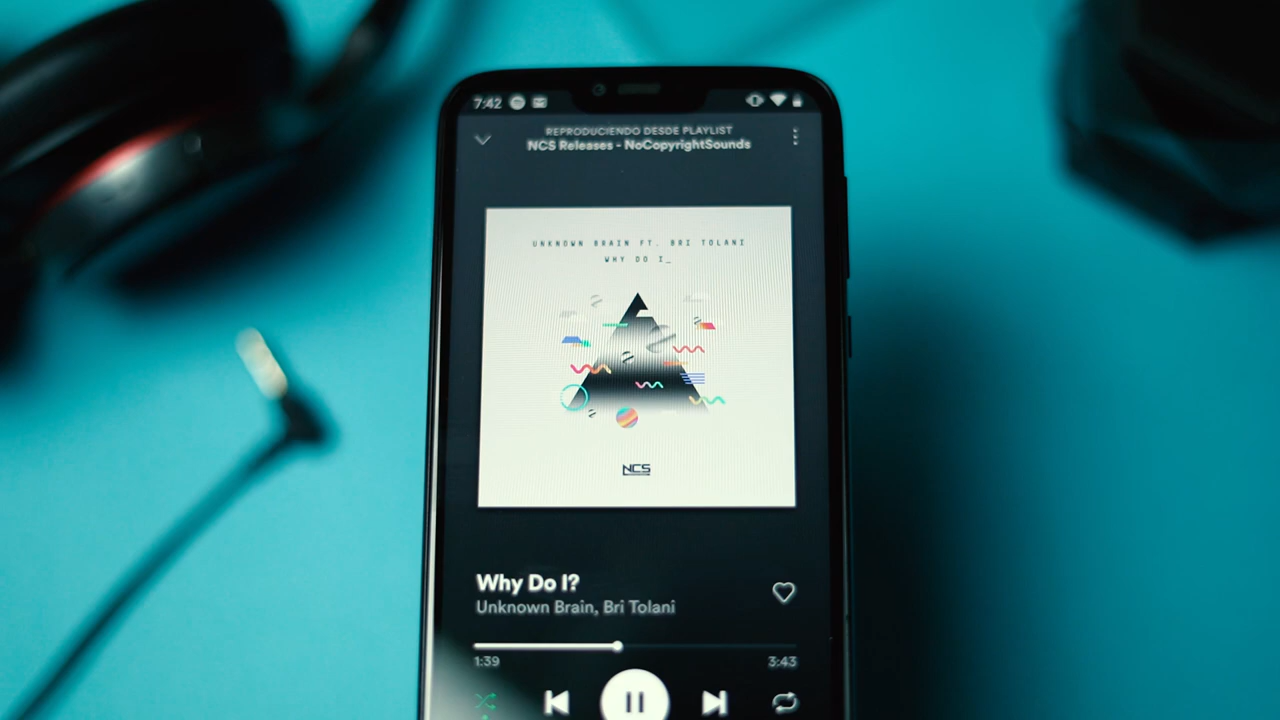 7:42
REPRODUCIENDO DESDE PLAYLIST
NCS Releases - NoCopyrightSounds
UNKNOWN BRAIN FT. BRI TOLANI
WHY DO I_
NCS
Why Do I?
Unknown Brain, Bri Tolani
1:39 3:43